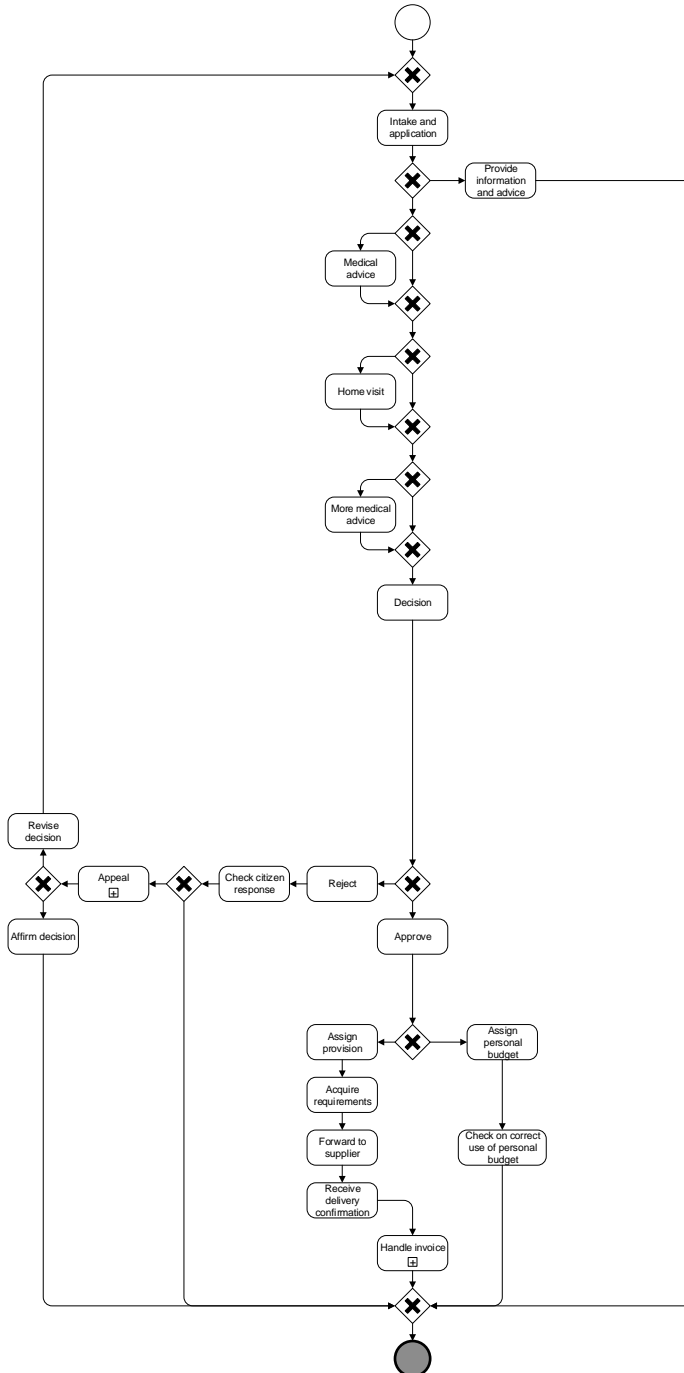 Intake and
application
Provide
information
and advice
Medical
advice
Home visit
More medical
advice
Decision
Revise
decision
Appeal
Check citizen
response
Reject
Affirm decision
Approve
Assign
provision
Assign
personal
budget
Acquire
requirements
Forward to
supplier
Check on correct
use of personal
budget
Receive
delivery
confirmation
Handle invoice